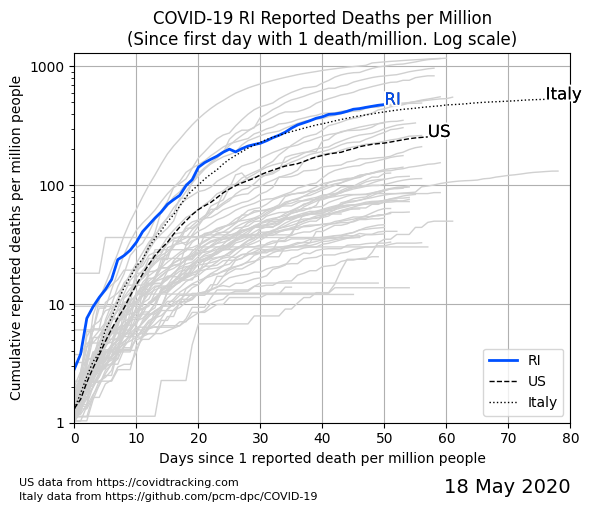 COVID-19 RI Reported Deaths per Million
(Since first day with 1 death/million. Log scale)
Cumulative reported deaths per million people
1000
100
10
1
RI
Italy
US
RI
US
Italy
0 10 20 30 40 50 60 70 80
Days since 1 reported death per million people
US data from https://covidtracking.com
Italy data from https://github.com/pcm-dpc/COVID-19
18 May 2020